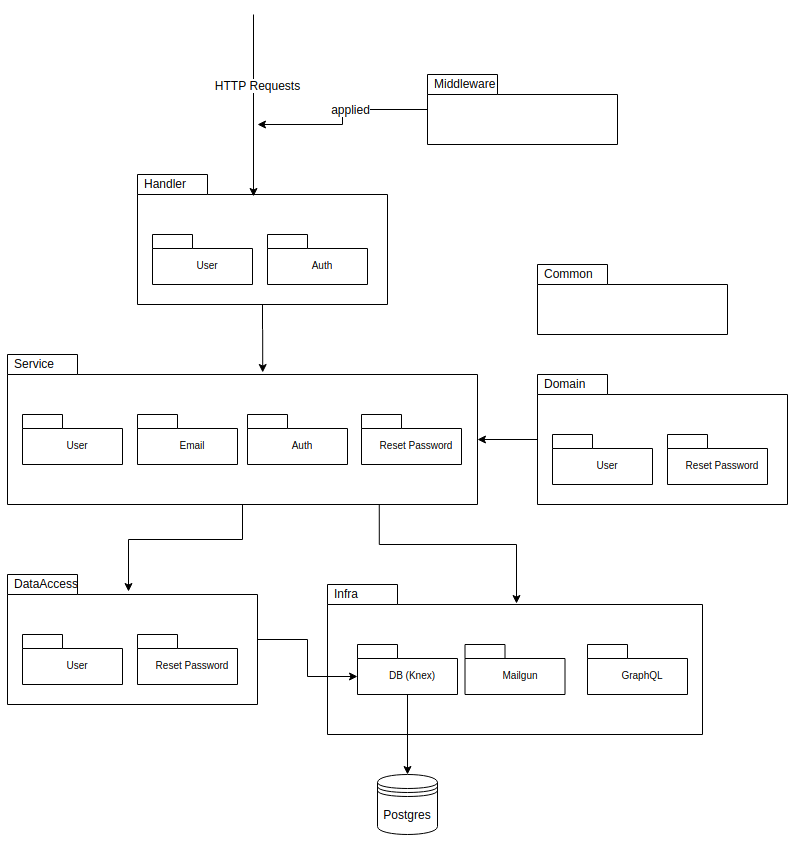 HTTP Requests
Middleware
applied
Handler
User
Auth
Common
Service
User
Email
Auth
Reset Password
Domain
User
Reset Password
DataAccess
User
Reset Password
Infra
DB (Knex)
Mailgun
GraphQL
Postgres